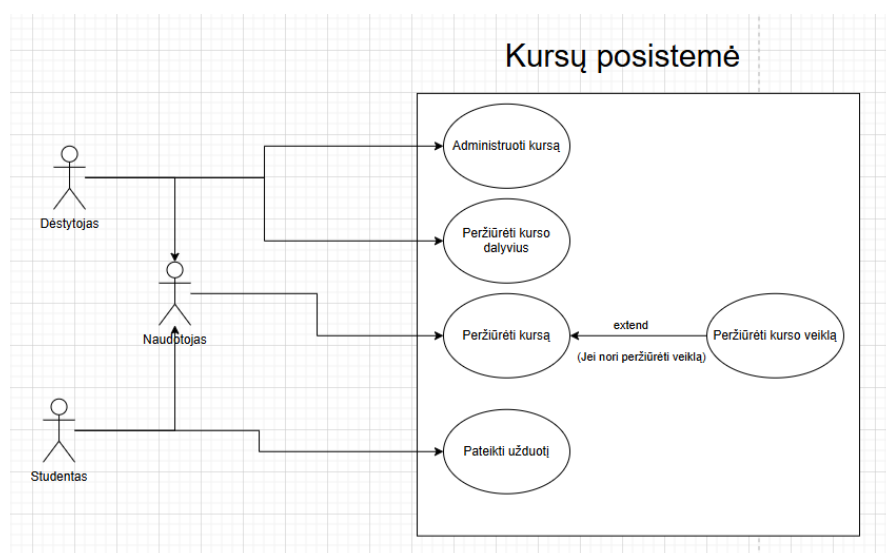 Kursų posistemė
Administruoti kursą
Dėstytojas
Peržiūrėti kurso
dalyvius
Naudotojas
Peržiūrėti kursą
extend
(Jei nori peržiūrėti veiklą)
Peržiūrėti kurso veiklą
Studentas
Pateikti užduotį